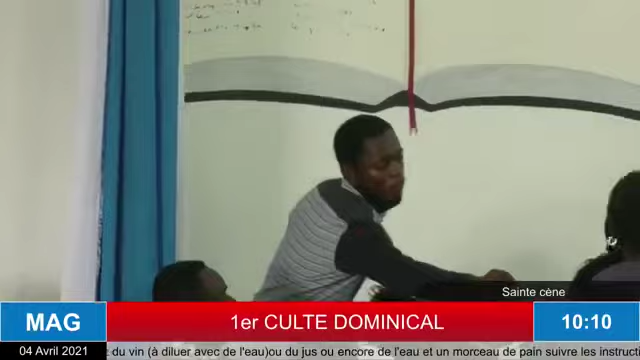 Sainte cène
MAG
1er CULTE DOMINICAL
10:10
04 Avril 2021
du vin (à diluer avec de l'eau)ou du jus ou encore de l'eau et un morceau de pain suivre les instruct